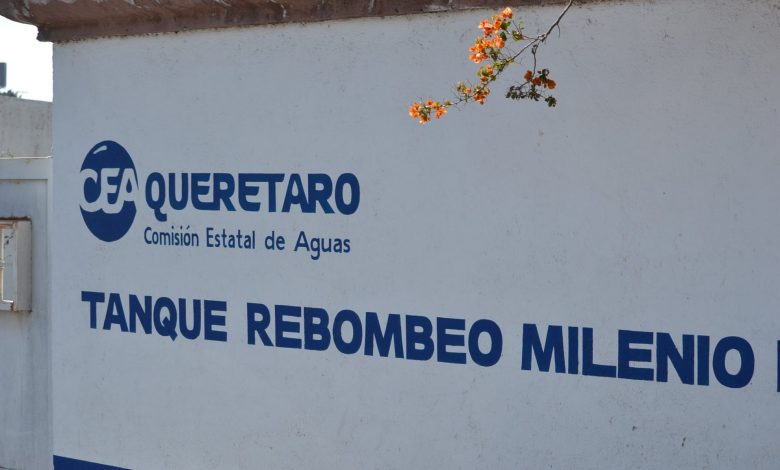 CEA QUERETARO
Comisión Estatal de Aguas
TANQUE REBOMBEO MILENIO